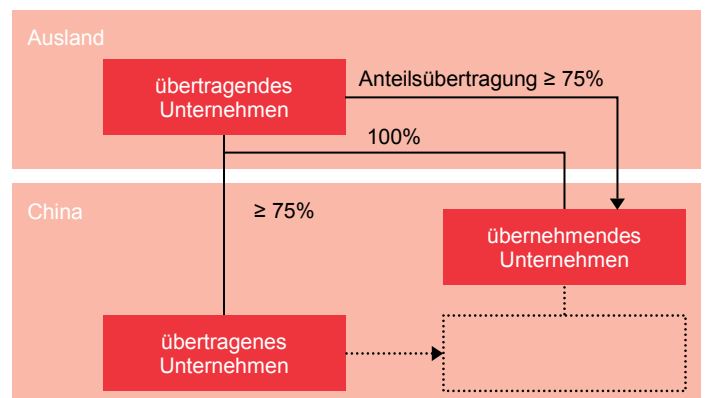 Ausland
übertragendes
Unternehmen
Anteilsübertragung ≥ 75%
100%
China
≥ 75%
übernehmendes
Unternehmen
übertragenes
Unternehmen